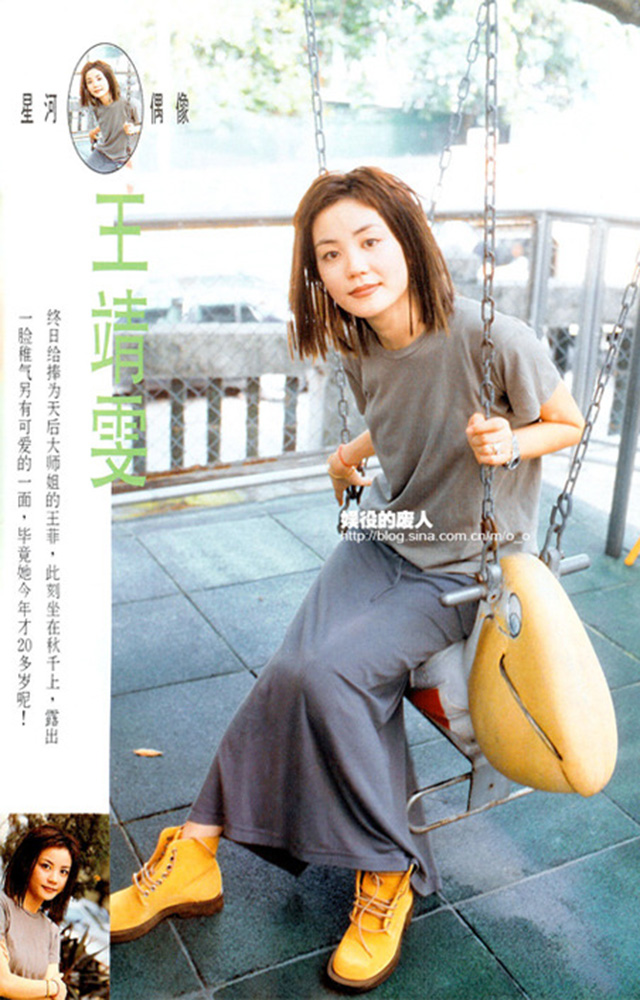 星河偶像
王靖雯
终日给捧为天后大师姐的王菲，此刻坐在秋千上，露出
一脸稚气另有可爱的一面，毕竟她今年才20多岁呢！
娱役的废人
http://blog.sina.com.cn/m/o_o